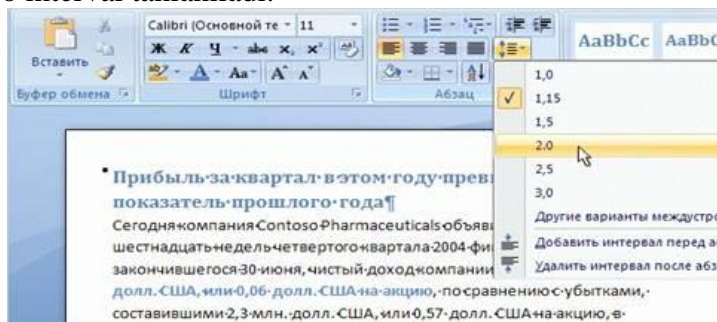 Calibri (Основной те 11
Вставить
Ж К Ч abe x, x²
A Aa A A
Буфер обмена Шрифт Абзац
AaBbCc AaBbC
1,0
1,15
1,5
2.0
2,5
3,0
Другие варианты междустро
Добавить интервал перед а
Удалить интервал после абз
Прибыль·за·квартал·в·этом·году·прев
показатель·прошлого·года¶
Сегодня·компания·Contoso·Pharmaceuticals·объяви
шестнадцать·недель·четвертого·квартала·2004·фи
закончившегося·30·июня,·чистый·доход·компании
долл.·США,·или·0,06·долл.·США·на·акцию,·по·сравнению·с·убытками,·
составившими·2,3·млн.·долл.·США,·или·0,57·долл.·США·на·акцию,·в·